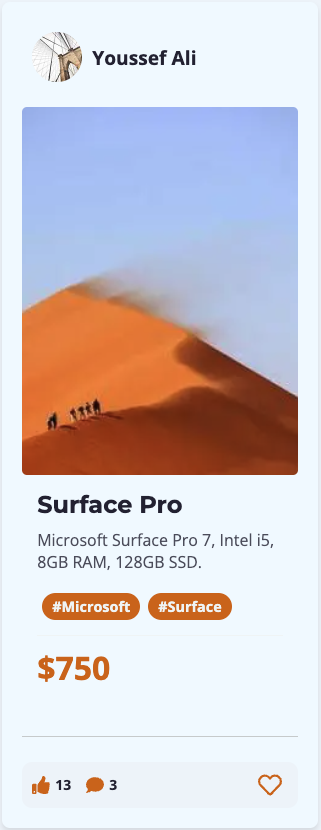 Youssef Ali
Surface Pro
Microsoft Surface Pro 7, Intel i5,
8GB RAM, 128GB SSD.
#Microsoft #Surface
$750
13 3